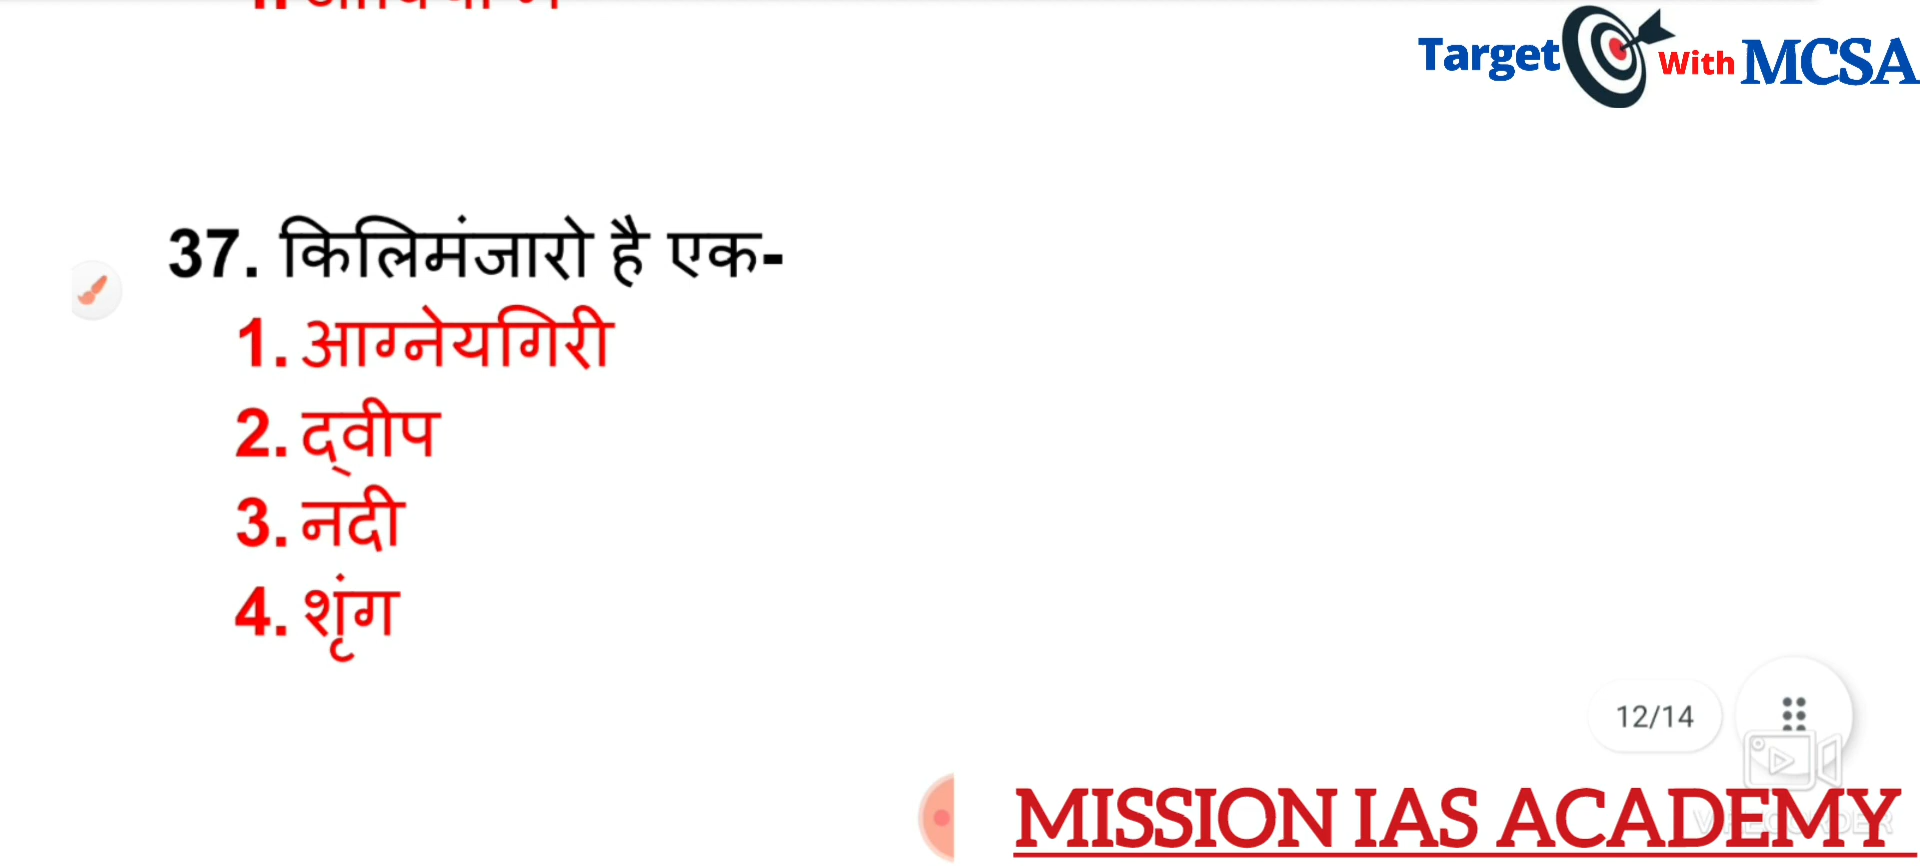 Target With MCSA
37. किलिमंजारो है एक-
1. आग्नेयगिरी
2. द्वीप
3. नदी
4. शृंग
12/14
MISSION IAS ACADEMY